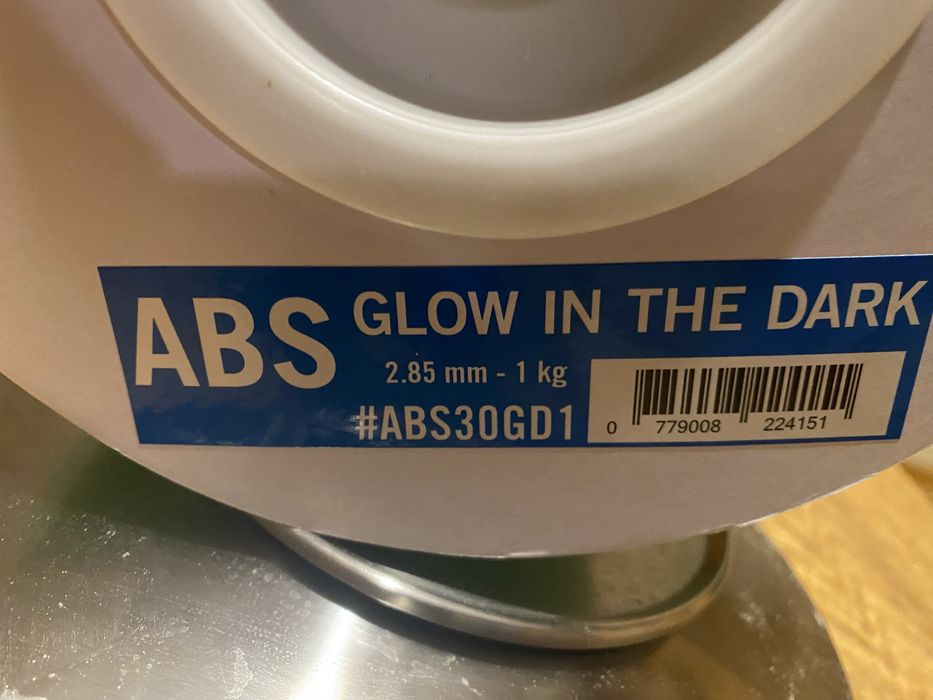 ABS GLOW IN THE DARK
2.85 mm - 1 kg
#ABS30GD1
0 779008 224151